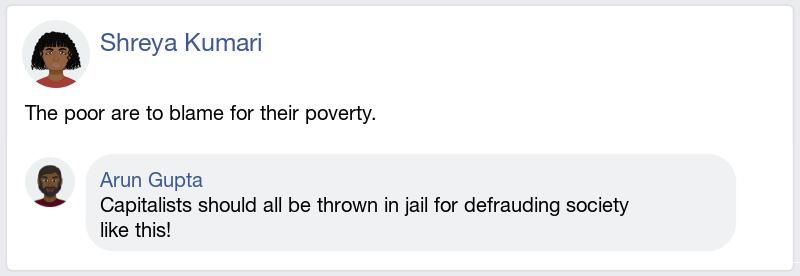 Shreya Kumari
The poor are to blame for their poverty.
Arun Gupta
Capitalists should all be thrown in jail for defrauding society
like this!